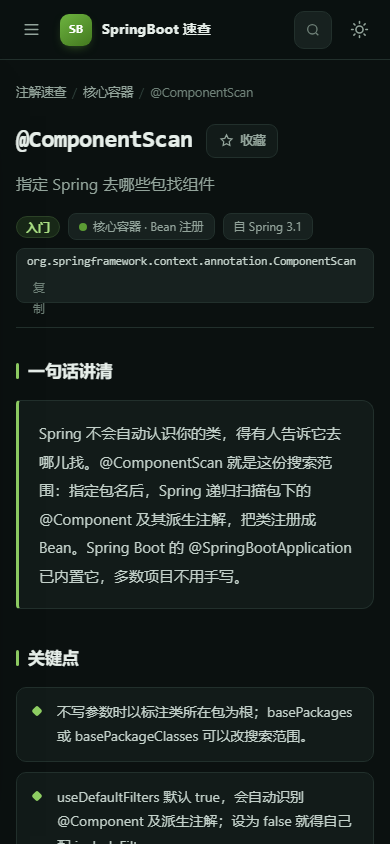 SB SpringBoot 速查
注解速查 / 核心容器 / @ComponentScan
@ComponentScan 收藏
指定 Spring 去哪些包找组件
入门 核心容器 · Bean 注册 自 Spring 3.1
org.springframework.context.annotation.ComponentScan
复
制
一句话讲清
Spring 不会自动认识你的类，得有人告诉它去
哪儿找。@ComponentScan 就是这份搜索范
围：指定包名后，Spring 递归扫描包下的
@Component 及其派生注解，把类注册成
Bean。Spring Boot 的 @SpringBootApplication
已内置它，多数项目不用手写。
关键点
不写参数时以标注类所在包为根；basePackages
或 basePackageClasses 可以改搜索范围。
useDefaultFilters 默认 true，会自动识别
@Component 及派生注解；设为 false 就得自己